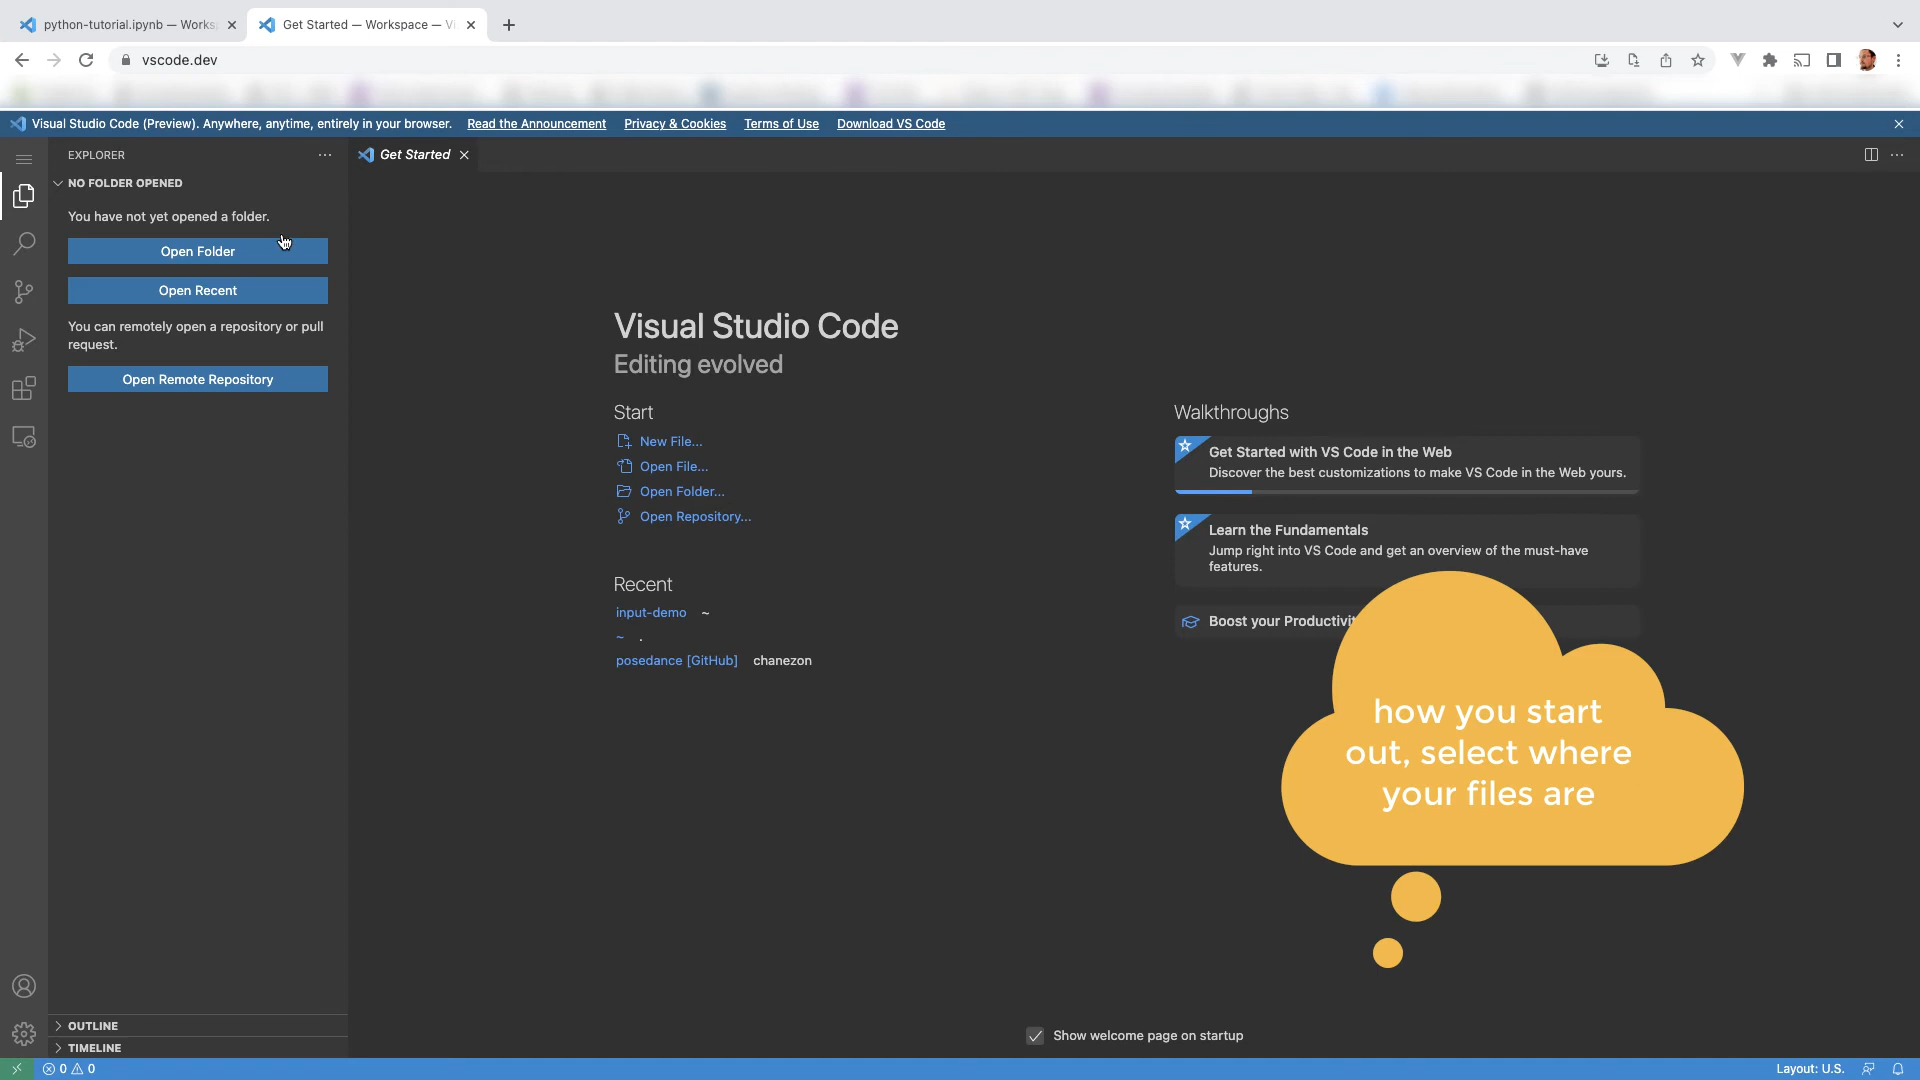 python-tutorial.ipynb — Works
Get Started — Workspace — Vi
vscode.dev
Visual Studio Code (Preview). Anywhere, anytime, entirely in your browser. Read the Announcement Privacy & Cookies Terms of Use Download VS Code
EXPLORER
Get Started
NO FOLDER OPENED
You have not yet opened a folder.
Open Folder
Open Recent
You can remotely open a repository or pull
request.
Open Remote Repository
Visual Studio Code
Editing evolved
Start
New File...
Open File...
Open Folder...
Open Repository...
Recent
input-demo ~
~ .
posedance [GitHub] chanezon
Walkthroughs
Get Started with VS Code in the Web
Discover the best customizations to make VS Code in the Web yours.
Learn the Fundamentals
Jump right into VS Code and get an overview of the must-have
features.
Boost your Productivit
how you start
out, select where
your files are
Show welcome page on startup
OUTLINE
TIMELINE
0 0
Layout: U.S.